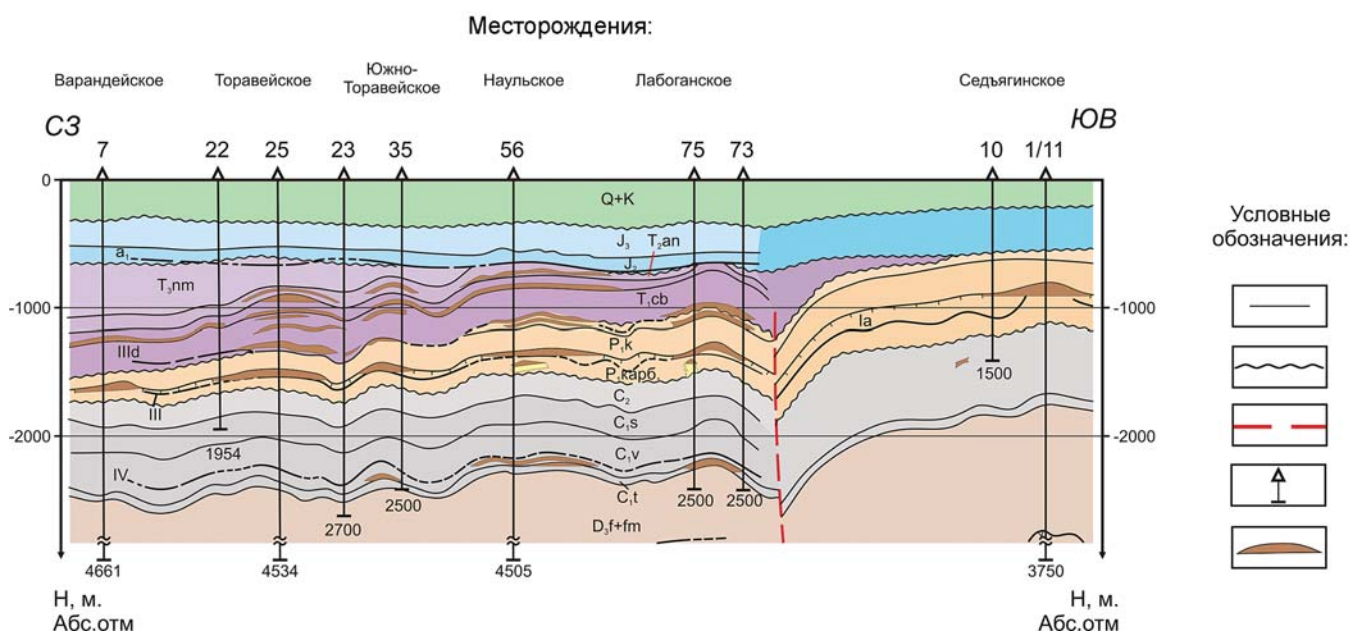 Месторождения:
Варандейское Торавейское Южно-Торавейское Наульское Лабоганское Седъягинское
СЗ ЮВ
7 22 25 23 35 56 75 73 10 1/11
0
Q+K
Условные
обозначения:
a₁ J₃ T₂an
J₂
T₃nm T₁cb
-1000 -1000
Ia
IIId P₁k
P₁карб.
1500
III C₂
C₁s
-2000 -2000
1954
C₁v
IV
C₁t
2500 2500 2500
2700 D₃f+fm
4661 4534 4505 3750
Н, м. Н, м.
Абс.отм Абс.отм